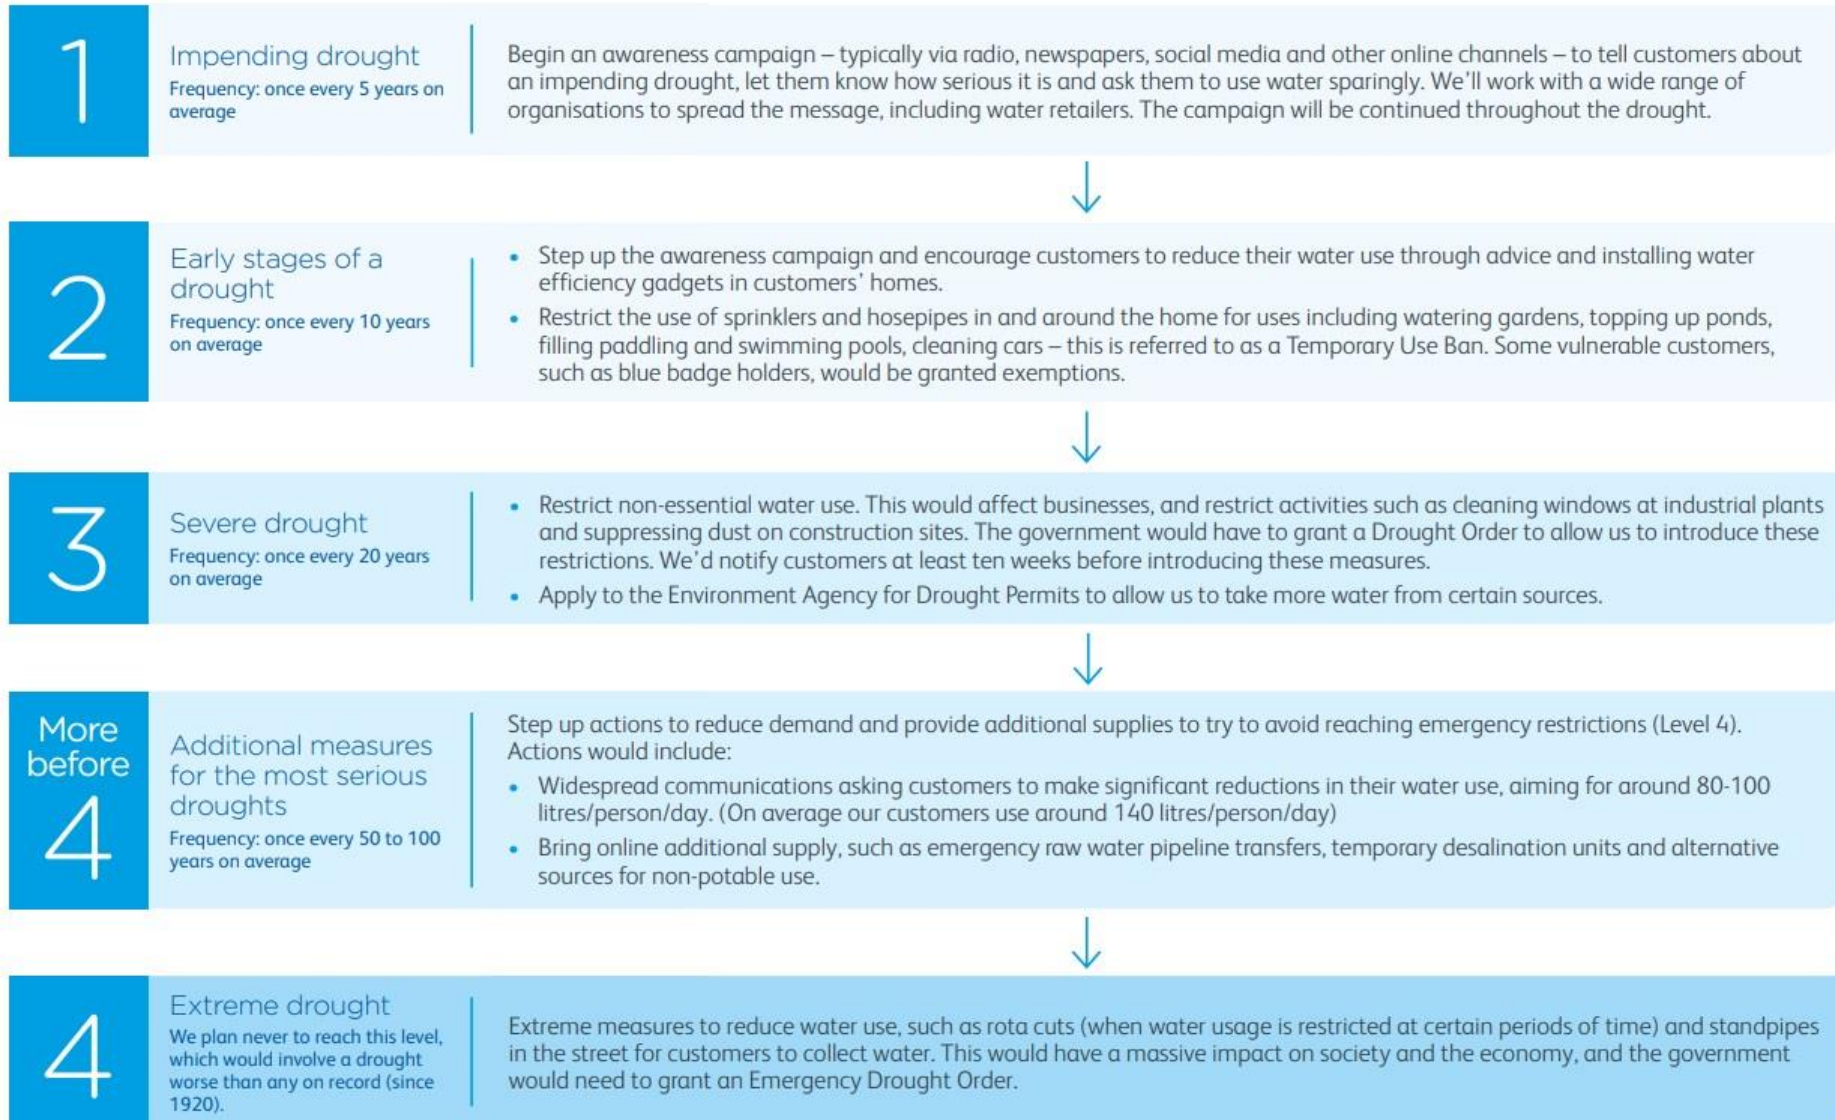 1
Impending drought
Frequency: once every 5 years on
average
Begin an awareness campaign – typically via radio, newspapers, social media and other online channels – to tell customers about
an impending drought, let them know how serious it is and ask them to use water sparingly. We'll work with a wide range of
organisations to spread the message, including water retailers. The campaign will be continued throughout the drought.
2
Early stages of a
drought
Frequency: once every 10 years
on average
• Step up the awareness campaign and encourage customers to reduce their water use through advice and installing water
efficiency gadgets in customers' homes.
• Restrict the use of sprinklers and hosepipes in and around the home for uses including watering gardens, topping up ponds,
filling paddling and swimming pools, cleaning cars – this is referred to as a Temporary Use Ban. Some vulnerable customers,
such as blue badge holders, would be granted exemptions.
3
Severe drought
Frequency: once every 20 years
on average
• Restrict non-essential water use. This would affect businesses, and restrict activities such as cleaning windows at industrial plants
and suppressing dust on construction sites. The government would have to grant a Drought Order to allow us to introduce these
restrictions. We'd notify customers at least ten weeks before introducing these measures.
• Apply to the Environment Agency for Drought Permits to allow us to take more water from certain sources.
More
before
4
Additional measures
for the most serious
droughts
Frequency: once every 50 to 100
years on average
Step up actions to reduce demand and provide additional supplies to try to avoid reaching emergency restrictions (Level 4).
Actions would include:
• Widespread communications asking customers to make significant reductions in their water use, aiming for around 80-100
litres/person/day. (On average our customers use around 140 litres/person/day)
• Bring online additional supply, such as emergency raw water pipeline transfers, temporary desalination units and alternative
sources for non-potable use.
4
Extreme drought
We plan never to reach this level,
which would involve a drought
worse than any on record (since
1920).
Extreme measures to reduce water use, such as rota cuts (when water usage is restricted at certain periods of time) and standpipes
in the street for customers to collect water. This would have a massive impact on society and the economy, and the government
would need to grant an Emergency Drought Order.